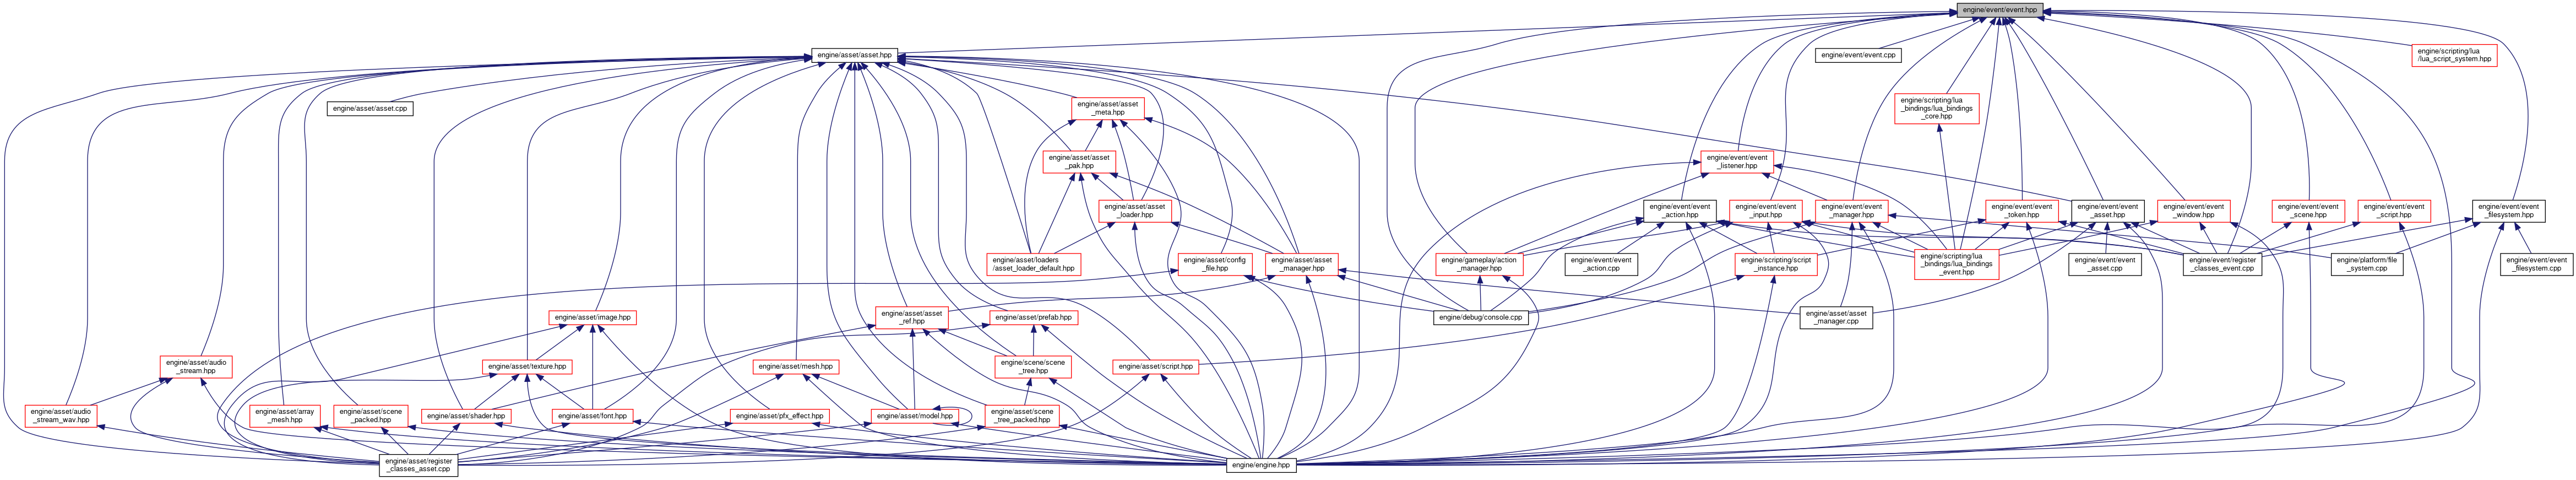 engine/event/event.hpp
engine/asset/asset.hpp
engine/event/event.cpp
engine/scripting/lua
/lua_script_system.hpp
engine/asset/asset.cpp
engine/asset/asset
_meta.hpp
engine/scripting/lua
_bindings/lua_bindings
_core.hpp
engine/asset/asset
_pak.hpp
engine/event/event
_listener.hpp
engine/asset/asset
_loader.hpp
engine/event/event
_action.hpp
engine/event/event
_input.hpp
engine/event/event
_manager.hpp
engine/event/event
_token.hpp
engine/event/event
_asset.hpp
engine/event/event
_window.hpp
engine/event/event
_scene.hpp
engine/event/event
_script.hpp
engine/event/event
_filesystem.hpp
engine/asset/loaders
/asset_loader_default.hpp
engine/asset/config
_file.hpp
engine/asset/asset
_manager.hpp
engine/gameplay/action
_manager.hpp
engine/event/event
_action.cpp
engine/scripting/script
_instance.hpp
engine/scripting/lua
_bindings/lua_bindings
_event.hpp
engine/event/event
_asset.cpp
engine/event/register
_classes_event.cpp
engine/platform/file
_system.cpp
engine/event/event
_filesystem.cpp
engine/asset/image.hpp
engine/asset/asset
_ref.hpp
engine/asset/prefab.hpp
engine/debug/console.cpp
engine/asset/asset
_manager.cpp
engine/asset/audio
_stream.hpp
engine/asset/texture.hpp
engine/asset/mesh.hpp
engine/scene/scene
_tree.hpp
engine/asset/script.hpp
engine/asset/audio
_stream_wav.hpp
engine/asset/array
_mesh.hpp
engine/asset/scene
_packed.hpp
engine/asset/shader.hpp
engine/asset/font.hpp
engine/asset/pfx_effect.hpp
engine/asset/model.hpp
engine/asset/scene
_tree_packed.hpp
engine/asset/register
_classes_asset.cpp
engine/engine.hpp